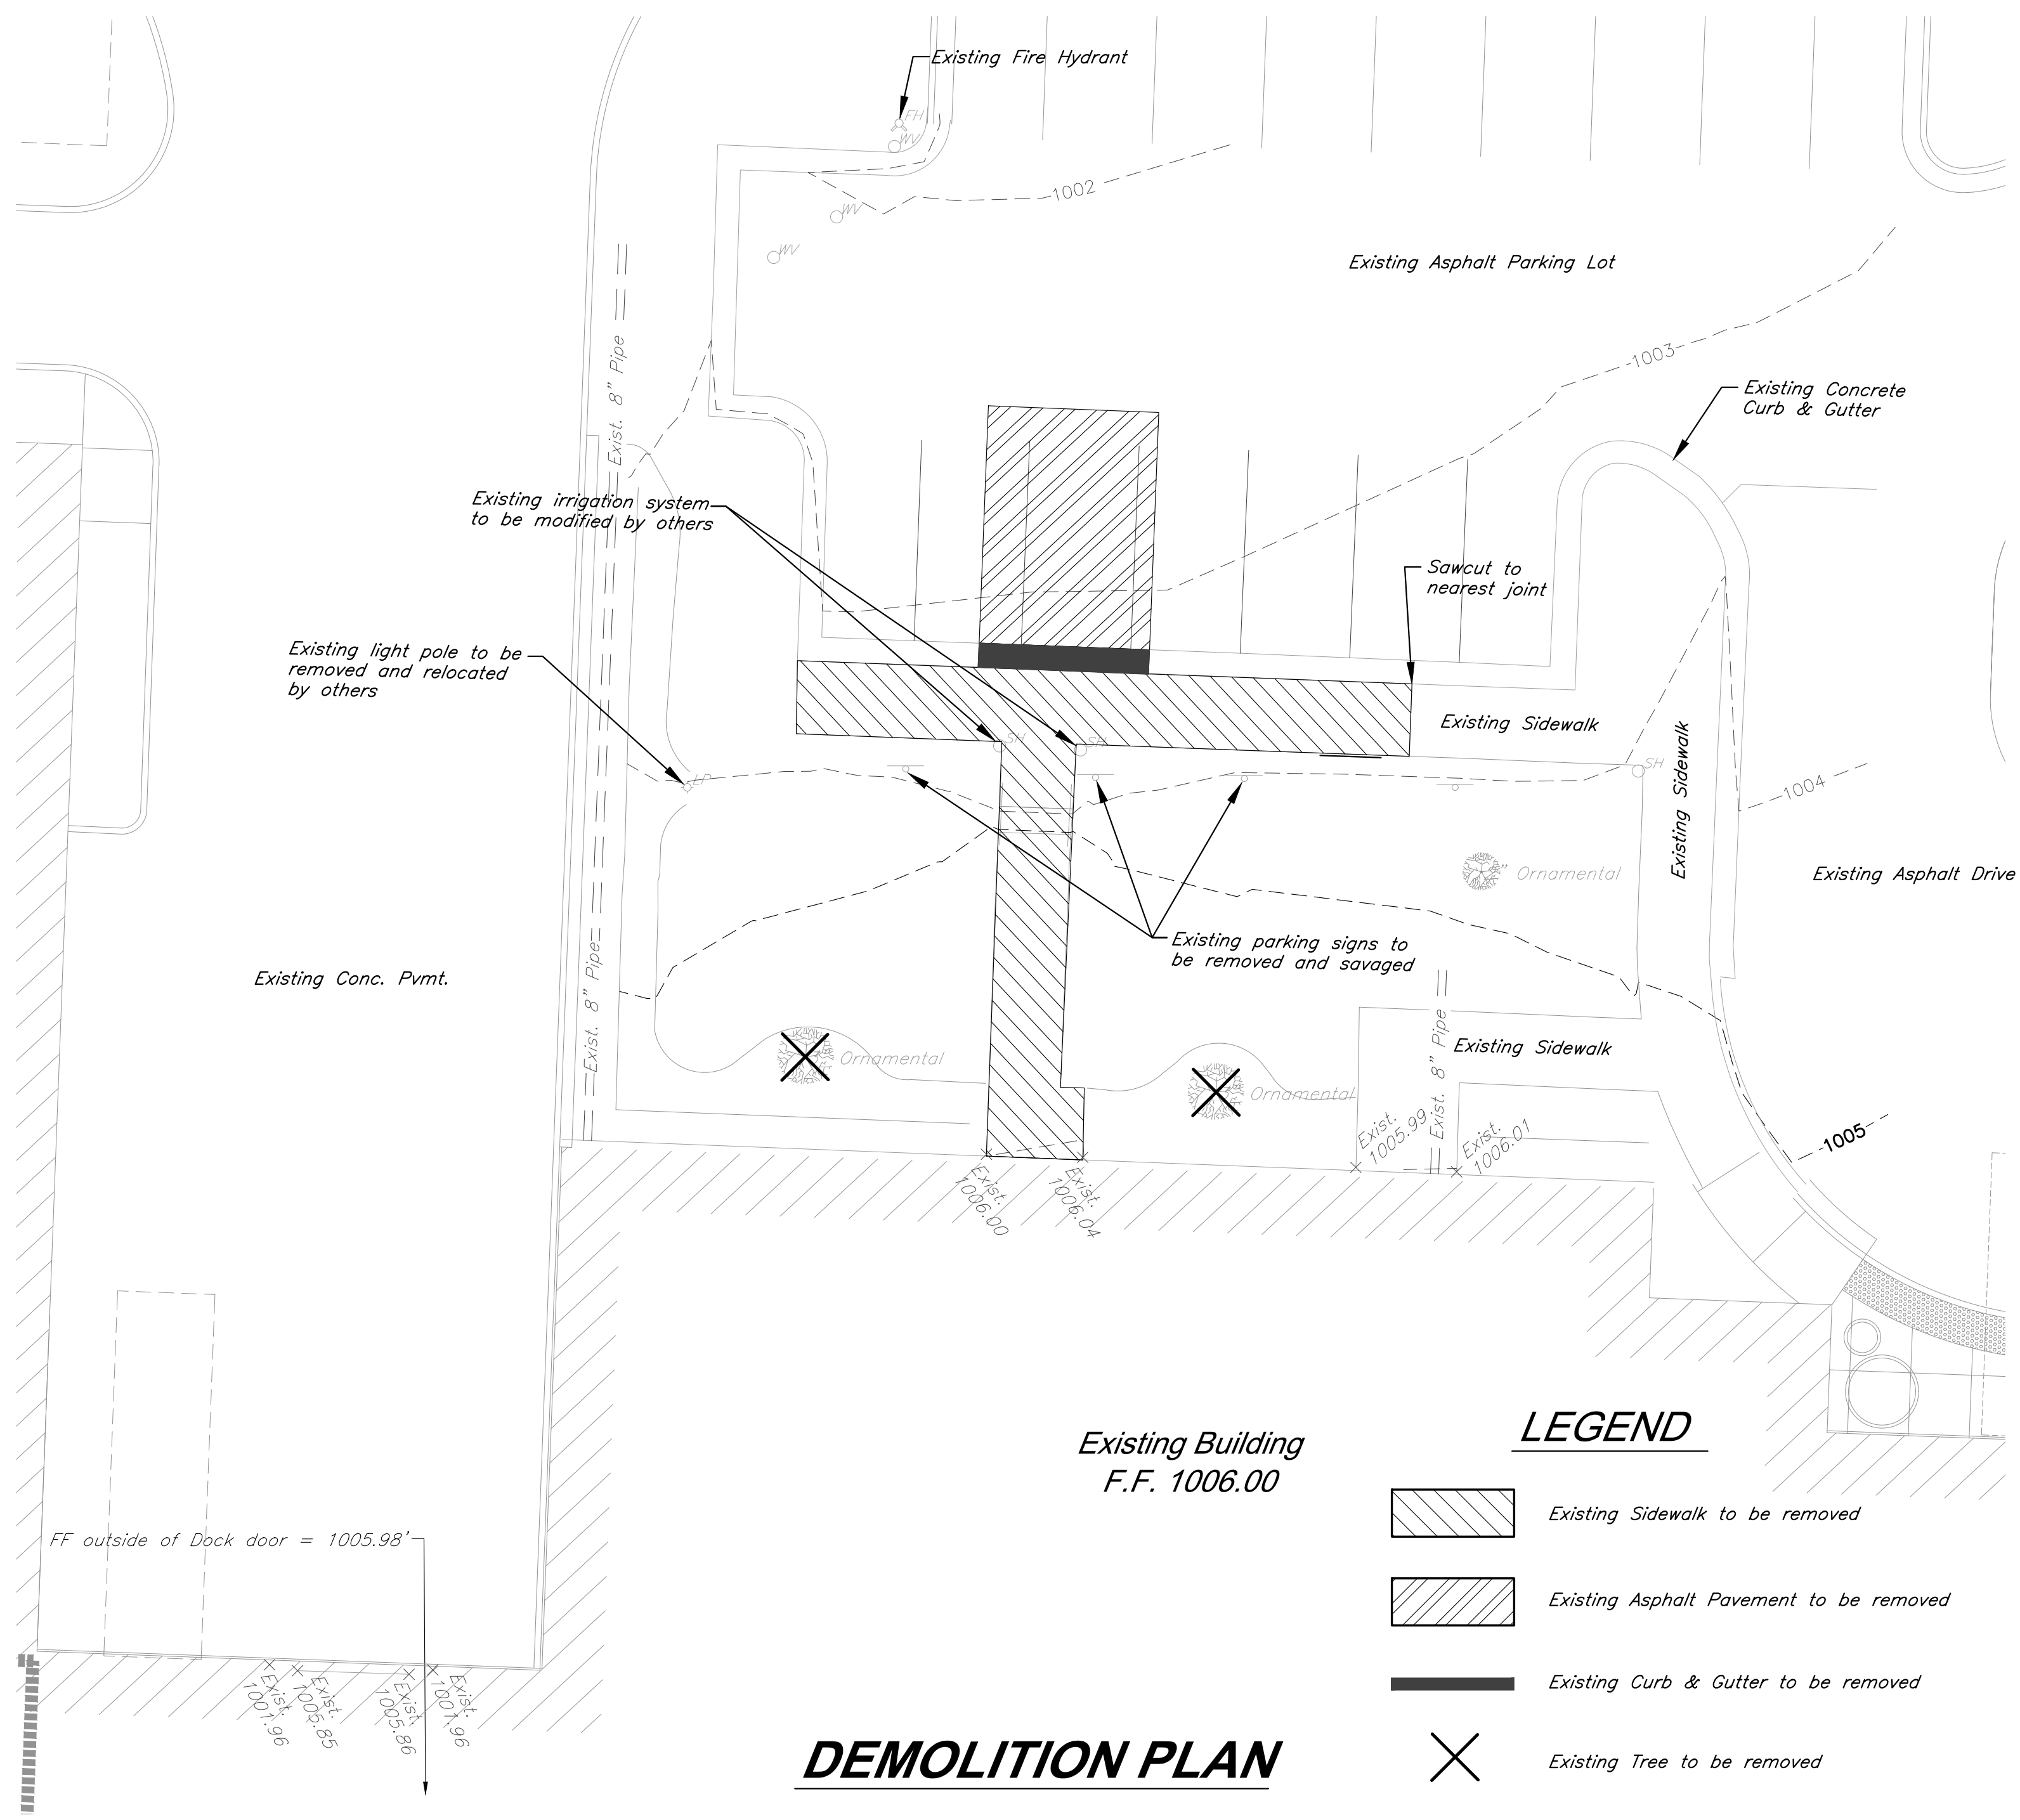 Existing Fire Hydrant
FH
WV
1002
WV
WV
Existing Asphalt Parking Lot
Exist. 8" Pipe
1003
Existing Concrete
Curb & Gutter
Existing irrigation system
to be modified by others
Sawcut to
nearest joint
Existing light pole to be
removed and relocated
by others
Existing Sidewalk
SH
SH
SH
LP
Existing Sidewalk
1004
Ornamental
Existing Asphalt Drive
Existing parking signs to
be removed and savaged
Exist. 8" Pipe
Existing Conc. Pvmt.
Exist. 8" Pipe
Existing Sidewalk
Ornamental
Ornamental
Exist.
1005.99
Exist.
1006.01
1005
Exist.
1006.00
Exist.
1006.04
Existing Building
F.F. 1006.00
LEGEND
Existing Sidewalk to be removed
FF outside of Dock door = 1005.98'
Existing Asphalt Pavement to be removed
Exist.
1001.96
Exist.
1005.85
Exist.
1005.86
Exist.
1001.96
Existing Curb & Gutter to be removed
DEMOLITION PLAN
Existing Tree to be removed